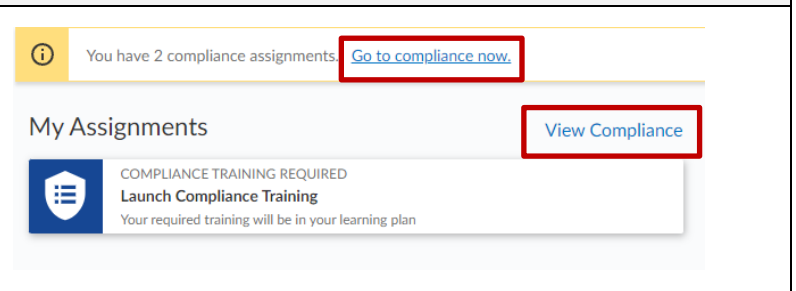 You have 2 compliance assignments. Go to compliance now.
My Assignments
View Compliance
COMPLIANCE TRAINING REQUIRED
Launch Compliance Training
Your required training will be in your learning plan